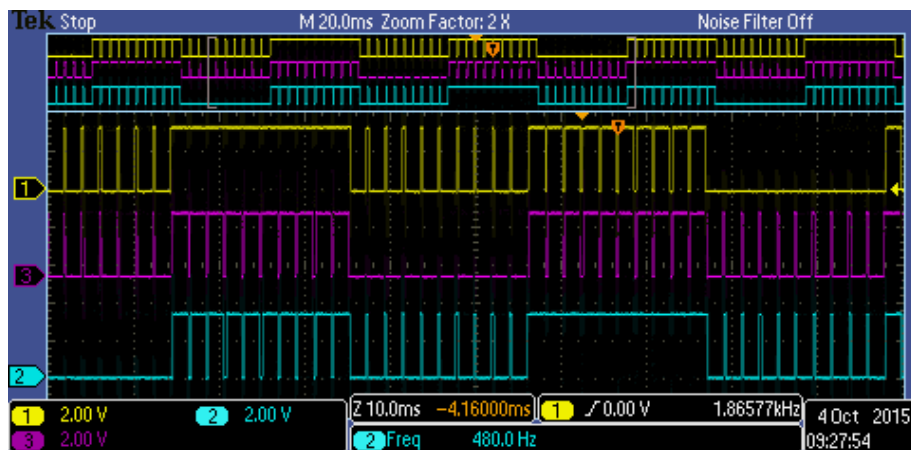 Tek Stop M 20.0ms Zoom Factor: 2 X Noise Filter Off
T
T
1
3
2
1 2.00 V 2 2.00 V Z 10.0ms -4.16000ms 1 / 0.00 V 1.86577kHz 4 Oct 2015
3 2.00 V 2 Freq 480.0 Hz 09:27:54